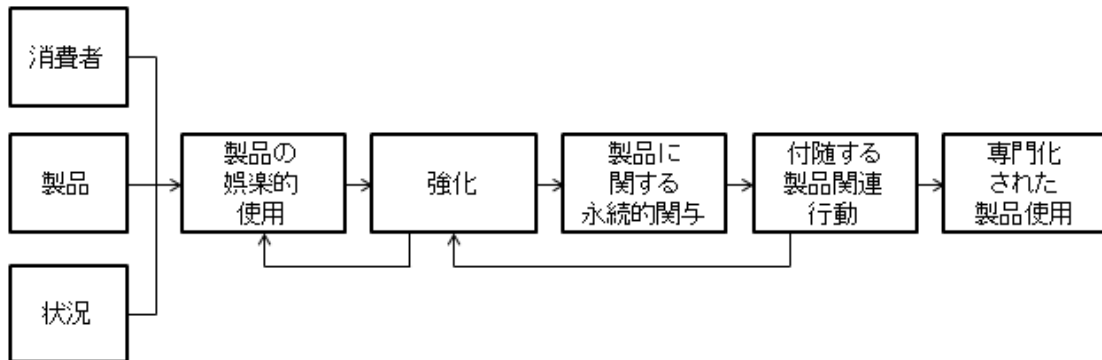 消費者
製品
状況
製品の
娯楽的
使用
強化
製品に
関する
永続的関与
付随する
製品関連
行動
専門化
された
製品使用